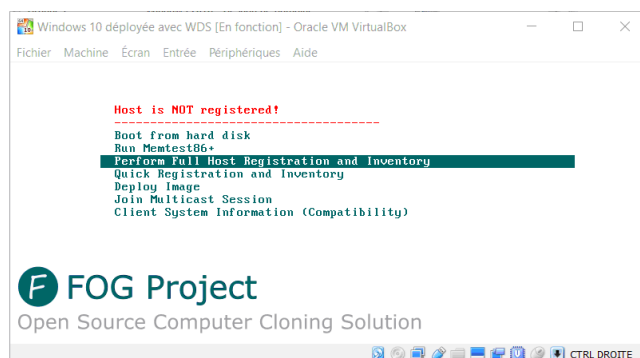 Windows 10 déployée avec WDS [En fonction] - Oracle VM VirtualBox
Fichier Machine Écran Entrée Périphériques Aide
Host is NOT registered!
Boot from hard disk
Run Memtest86+
Perform Full Host Registration and Inventory
Quick Registration and Inventory
Deploy Image
Join Multicast Session
Client System Information (Compatibility)
FOG Project
Open Source Computer Cloning Solution
CTRL DROITE